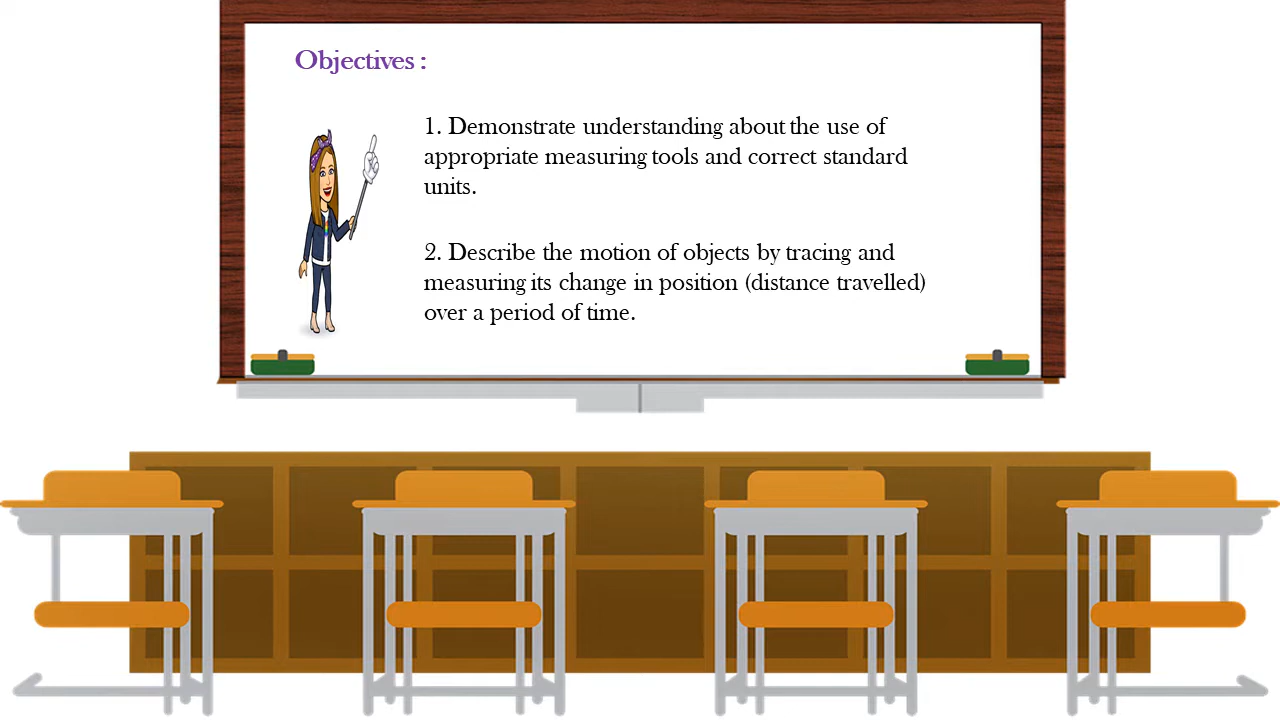 Objectives :
1. Demonstrate understanding about the use of
appropriate measuring tools and correct standard
units.
2. Describe the motion of objects by tracing and
measuring its change in position (distance travelled)
over a period of time.